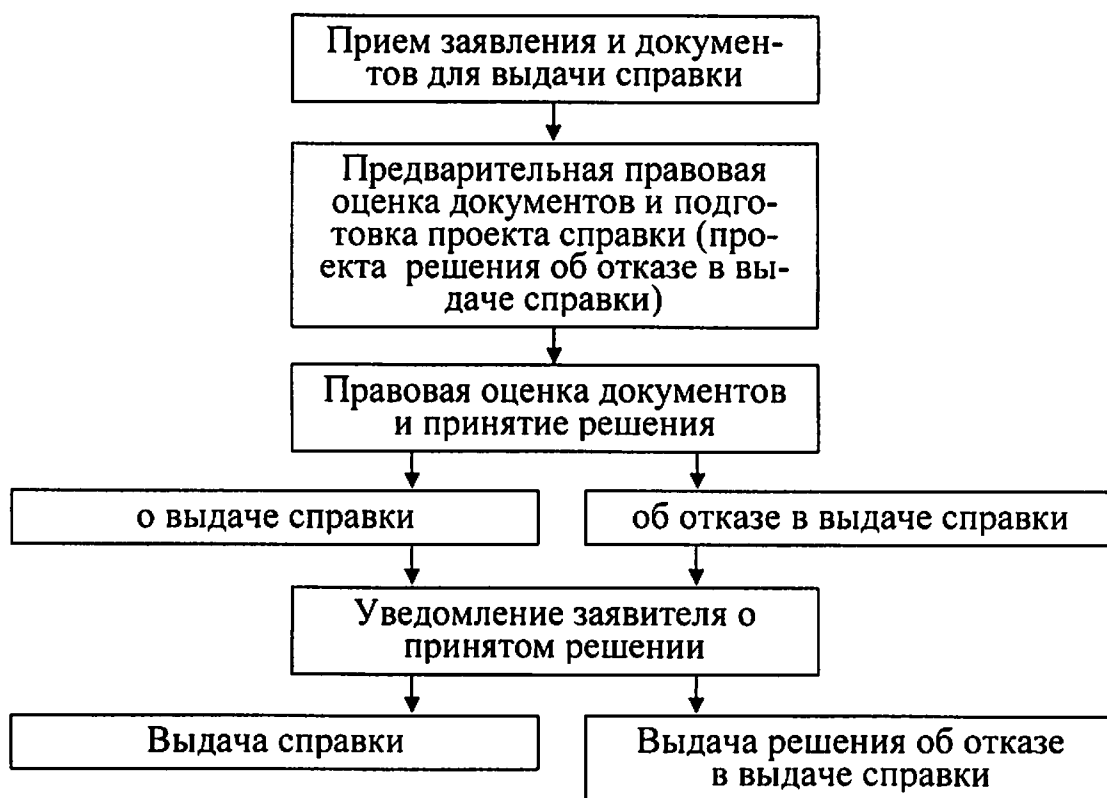 Прием заявления и докумен-
тов для выдачи справки
Предварительная правовая
оценка документов и подго-
товка проекта справки (про-
екта решения об отказе в вы-
даче справки)
Правовая оценка документов
и принятие решения
о выдаче справки
об отказе в выдаче справки
Уведомление заявителя о
принятом решении
Выдача справки
Выдача решения об отказе
в выдаче справки